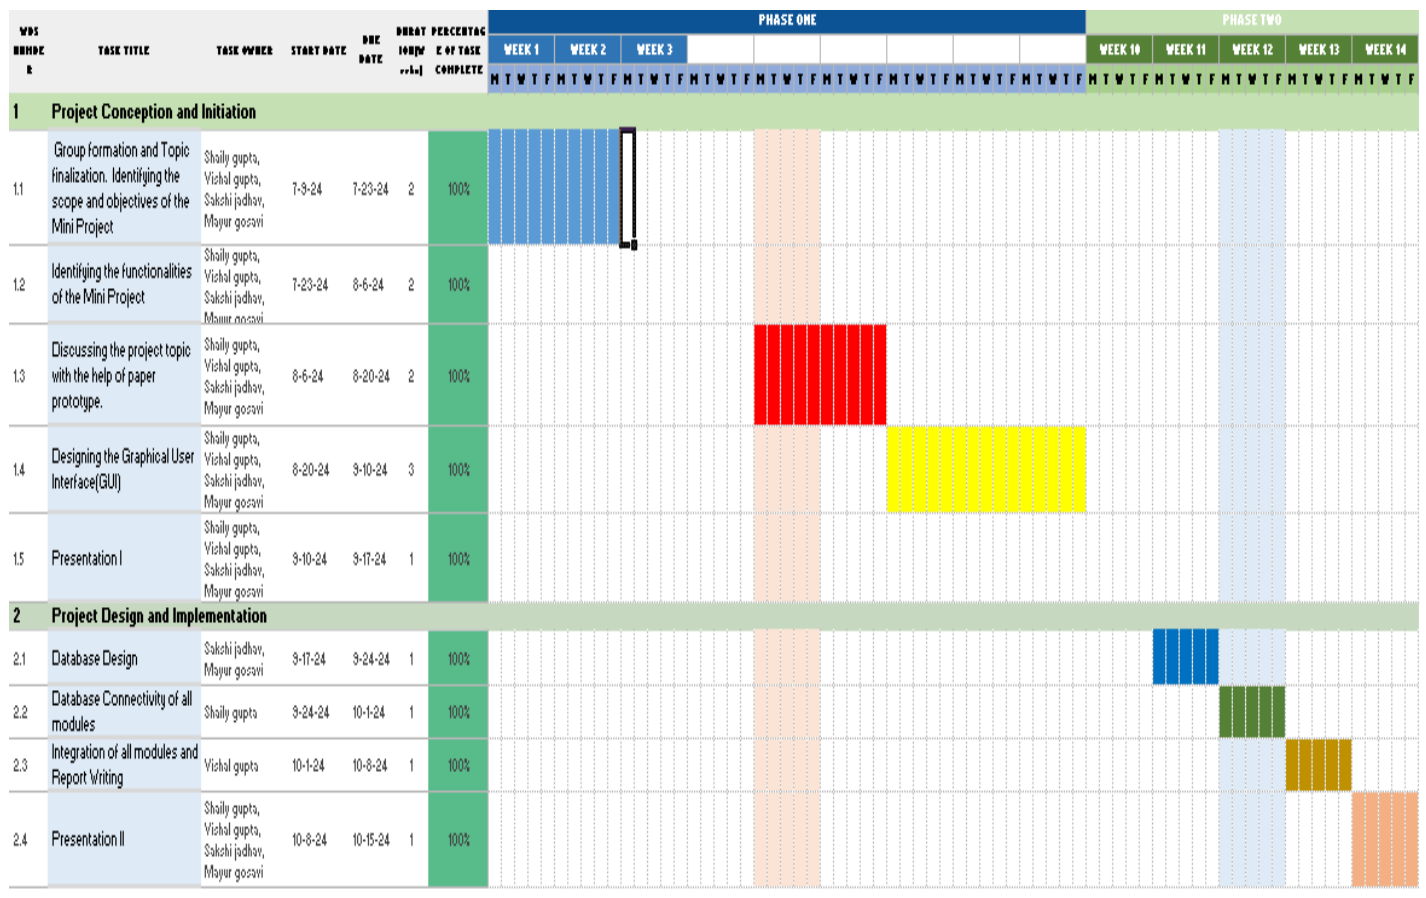 WBS
NUMBE
R
TASK TITLE
TASK OWNER
START DATE
DUE
DATE
DURAT
ION(W
eeks)
PERCENTAG
E OF TASK
COMPLETE
PHASE ONE
PHASE TWO
WEEK 1 WEEK 2 WEEK 3 WEEK 10 WEEK 11 WEEK 12 WEEK 13 WEEK 14
M T W T F M T W T F M T W T F M T W T F M T W T F M T W T F M T W T F M T W T F M T W T F M T W T F M T W T F M T W T F M T W T F M T W T F
1 Project Conception and Initiation
1.1
Group formation and Topic
finalization. Identifying the
scope and objectives of the
Mini Project
Shaily gupta,
Vishal gupta,
Sakshi jadhav,
Mayur gosavi
7-9-24 7-23-24 2 100%
1.2
Identifying the functionalities
of the Mini Project
Shaily gupta,
Vishal gupta,
Sakshi jadhav,
Mayur gosavi
7-23-24 8-6-24 2 100%
1.3
Discussing the project topic
with the help of paper
prototype.
Shaily gupta,
Vishal gupta,
Sakshi jadhav,
Mayur gosavi
8-6-24 8-20-24 2 100%
1.4
Designing the Graphical User
Interface(GUI)
Shaily gupta,
Vishal gupta,
Sakshi jadhav,
Mayur gosavi
8-20-24 9-10-24 3 100%
1.5
Presentation I
Shaily gupta,
Vishal gupta,
Sakshi jadhav,
Mayur gosavi
9-10-24 9-17-24 1 100%
2 Project Design and Implementation
2.1
Database Design
Sakshi jadhav,
Mayur gosavi
9-17-24 9-24-24 1 100%
2.2
Database Connectivity of all
modules
Shaily gupta
9-24-24 10-1-24 1 100%
2.3
Integration of all modules and
Report Writing
Vishal gupta
10-1-24 10-8-24 1 100%
2.4
Presentation II
Shaily gupta,
Vishal gupta,
Sakshi jadhav,
Mayur gosavi
10-8-24 10-15-24 1 100%